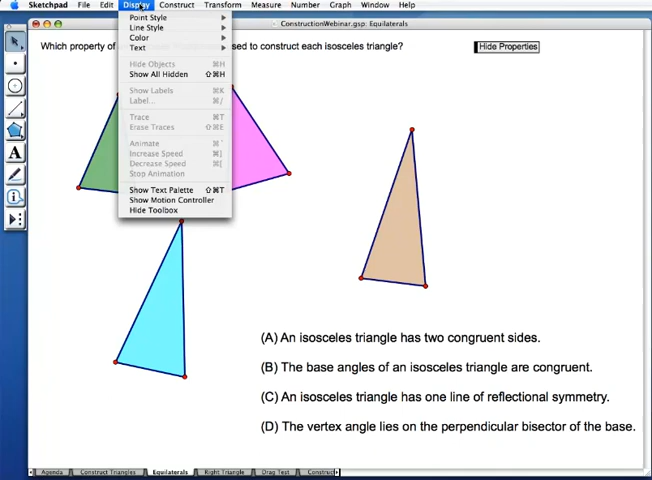 Sketchpad File Edit Display Construct Transform Measure Number Graph Window Help
ConstructionWebinar.gsp: Equilaterals
Which property of sed to construct each isosceles triangle?
Hide Properties
Point Style
Line Style
Color
Text
Hide Objects ⌘H
Show All Hidden ⇧⌘H
Show Labels ⌘K
Label... ⌘/
Trace ⌘T
Erase Traces ⇧⌘E
Animate ⌘`
Increase Speed ⌘]
Decrease Speed ⌘[
Stop Animation
Show Text Palette ⇧⌘T
Show Motion Controller
Hide Toolbox
A
(A) An isosceles triangle has two congruent sides.
(B) The base angles of an isosceles triangle are congruent.
(C) An isosceles triangle has one line of reflectional symmetry.
(D) The vertex angle lies on the perpendicular bisector of the base.
Agenda Construct Triangles Equilaterals Right Triangle Drag Test Construct